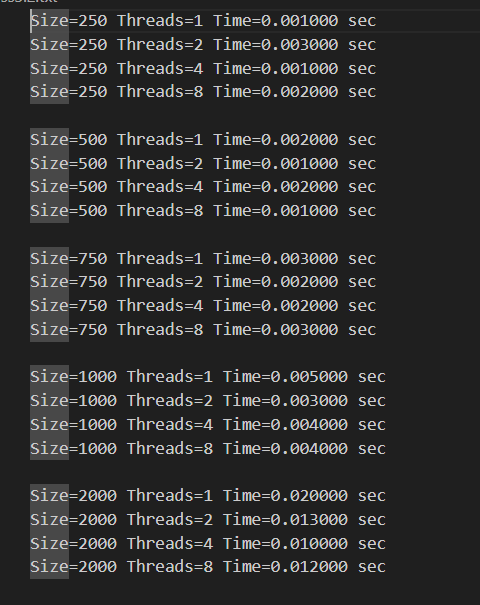 Size=250 Threads=1 Time=0.001000 sec
Size=250 Threads=2 Time=0.003000 sec
Size=250 Threads=4 Time=0.001000 sec
Size=250 Threads=8 Time=0.002000 sec
Size=500 Threads=1 Time=0.002000 sec
Size=500 Threads=2 Time=0.001000 sec
Size=500 Threads=4 Time=0.002000 sec
Size=500 Threads=8 Time=0.001000 sec
Size=750 Threads=1 Time=0.003000 sec
Size=750 Threads=2 Time=0.002000 sec
Size=750 Threads=4 Time=0.002000 sec
Size=750 Threads=8 Time=0.003000 sec
Size=1000 Threads=1 Time=0.005000 sec
Size=1000 Threads=2 Time=0.003000 sec
Size=1000 Threads=4 Time=0.004000 sec
Size=1000 Threads=8 Time=0.004000 sec
Size=2000 Threads=1 Time=0.020000 sec
Size=2000 Threads=2 Time=0.013000 sec
Size=2000 Threads=4 Time=0.010000 sec
Size=2000 Threads=8 Time=0.012000 sec